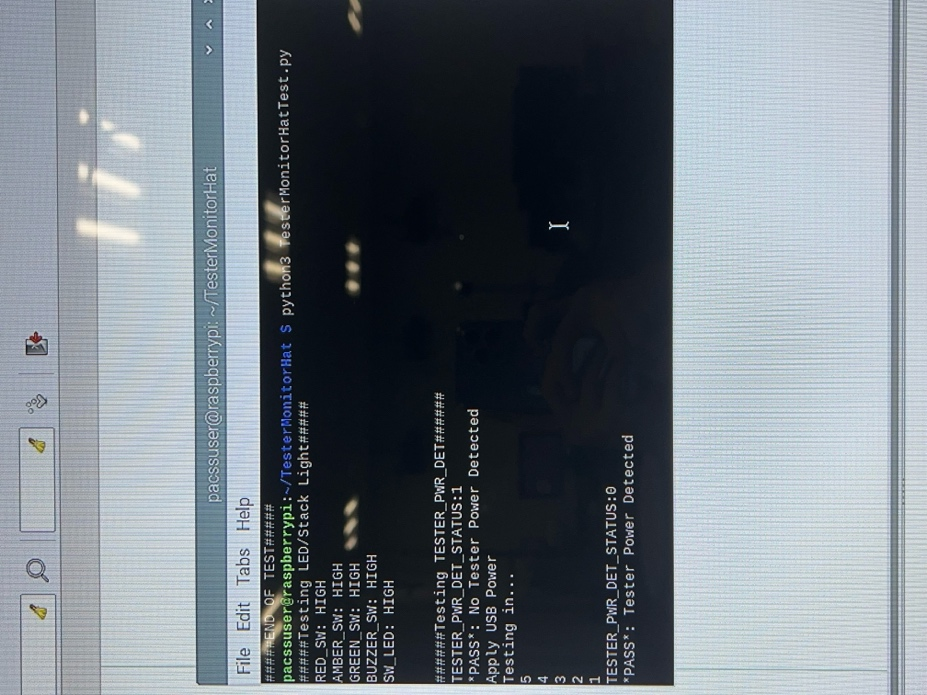 pacssuser@raspberrypi: ~/TesterMonitorHat
File Edit Tabs Help
#####END OF TEST#####
pacssuser@raspberrypi:~/TesterMonitorHat $ python3 TesterMonitorHatTest.py
#####Testing LED/Stack Light#####
RED_SW: HIGH
AMBER_SW: HIGH
GREEN_SW: HIGH
BUZZER_SW: HIGH
SW_LED: HIGH
######Testing TESTER_PWR_DET######
TESTER_PWR_DET_STATUS:1
*PASS*: No Tester Power Detected
Apply USB Power
Testing in...
5
4
3
2
1
TESTER_PWR_DET_STATUS:0
*PASS*: Tester Power Detected